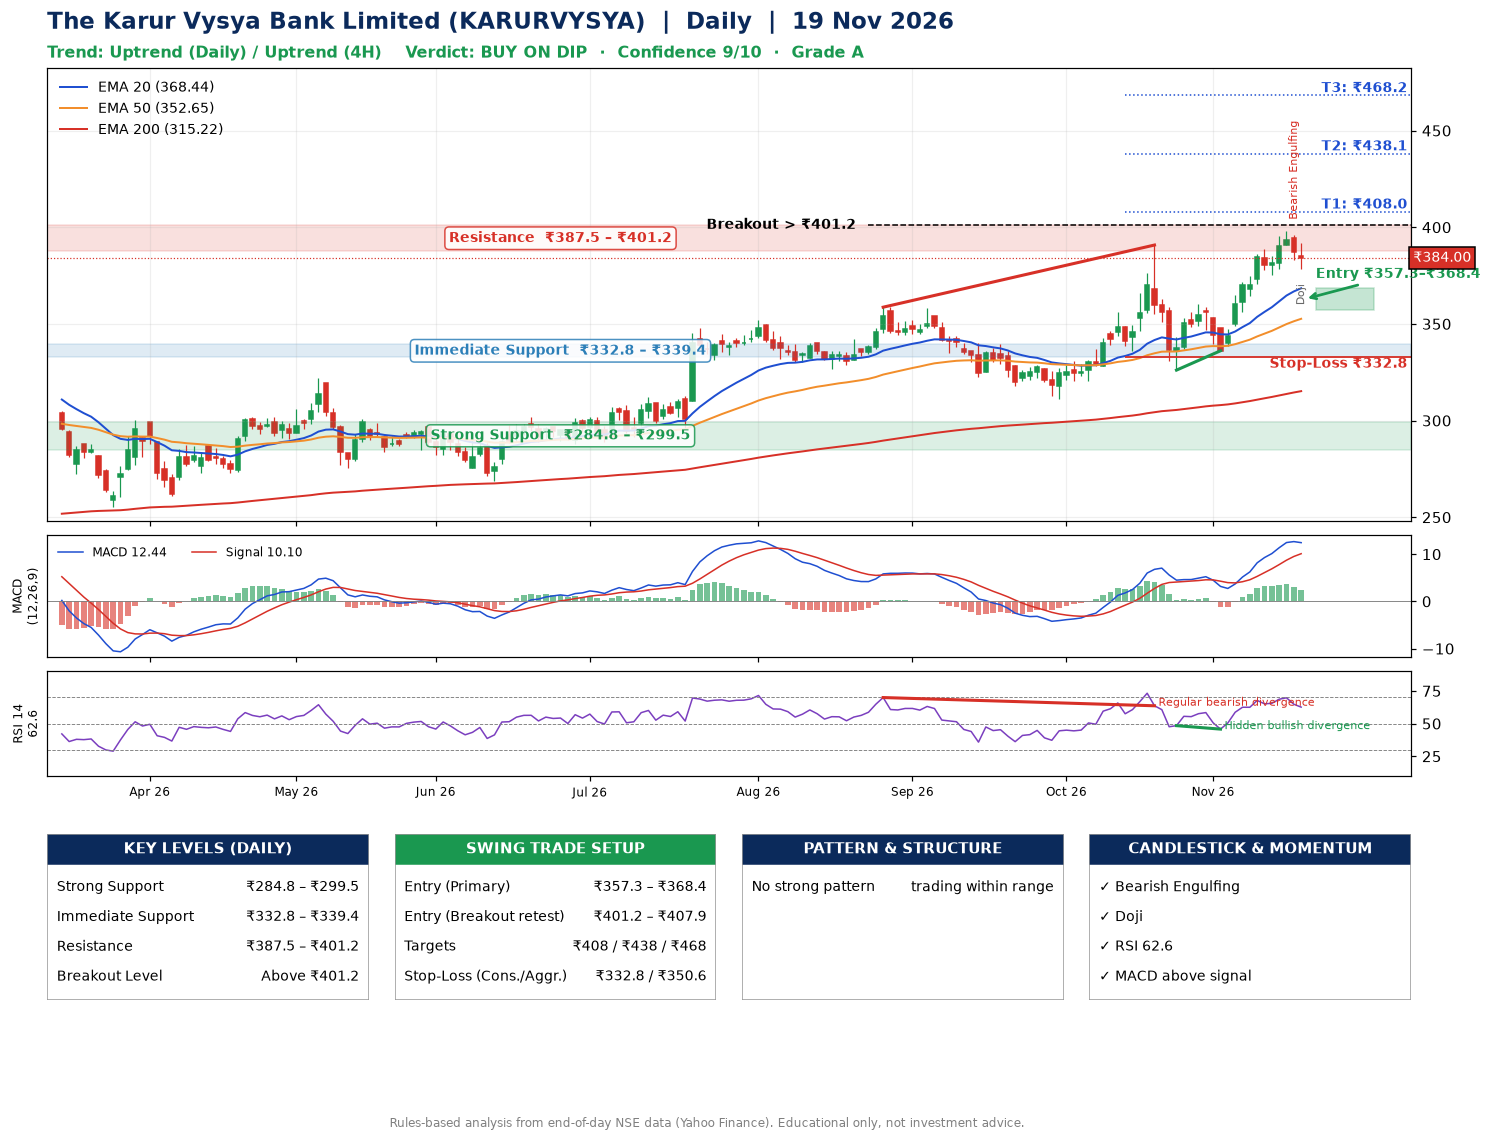 The Karur Vysya Bank Limited (KARURVYSYA)  |  Daily  |  19 Nov 2026
Trend: Uptrend (Daily) / Uptrend (4H)    Verdict: BUY ON DIP  ·  Confidence 9/10  ·  Grade A
EMA 20 (368.44)
EMA 50 (352.65)
EMA 200 (315.22)
T3: ₹468.2
T2: ₹438.1
T1: ₹408.0
Bearish Engulfing
Breakout > ₹401.2
Resistance  ₹387.5 – ₹401.2
₹384.00
Entry ₹357.3–₹368.4
Doji
Immediate Support  ₹332.8 – ₹339.4
Stop-Loss ₹332.8
Strong Support  ₹284.8 – ₹299.5
450
400
350
300
250
MACD 12.44
Signal 10.10
MACD
(12,26,9)
10
0
−10
RSI 14
62.6
Regular bearish divergence
Hidden bullish divergence
75
50
25
Apr 26
May 26
Jun 26
Jul 26
Aug 26
Sep 26
Oct 26
Nov 26
KEY LEVELS (DAILY)
Strong Support ₹284.8 – ₹299.5
Immediate Support ₹332.8 – ₹339.4
Resistance ₹387.5 – ₹401.2
Breakout Level Above ₹401.2
SWING TRADE SETUP
Entry (Primary) ₹357.3 – ₹368.4
Entry (Breakout retest) ₹401.2 – ₹407.9
Targets ₹408 / ₹438 / ₹468
Stop-Loss (Cons./Aggr.) ₹332.8 / ₹350.6
PATTERN & STRUCTURE
No strong pattern trading within range
CANDLESTICK & MOMENTUM
✓ Bearish Engulfing
✓ Doji
✓ RSI 62.6
✓ MACD above signal
Rules-based analysis from end-of-day NSE data (Yahoo Finance). Educational only, not investment advice.